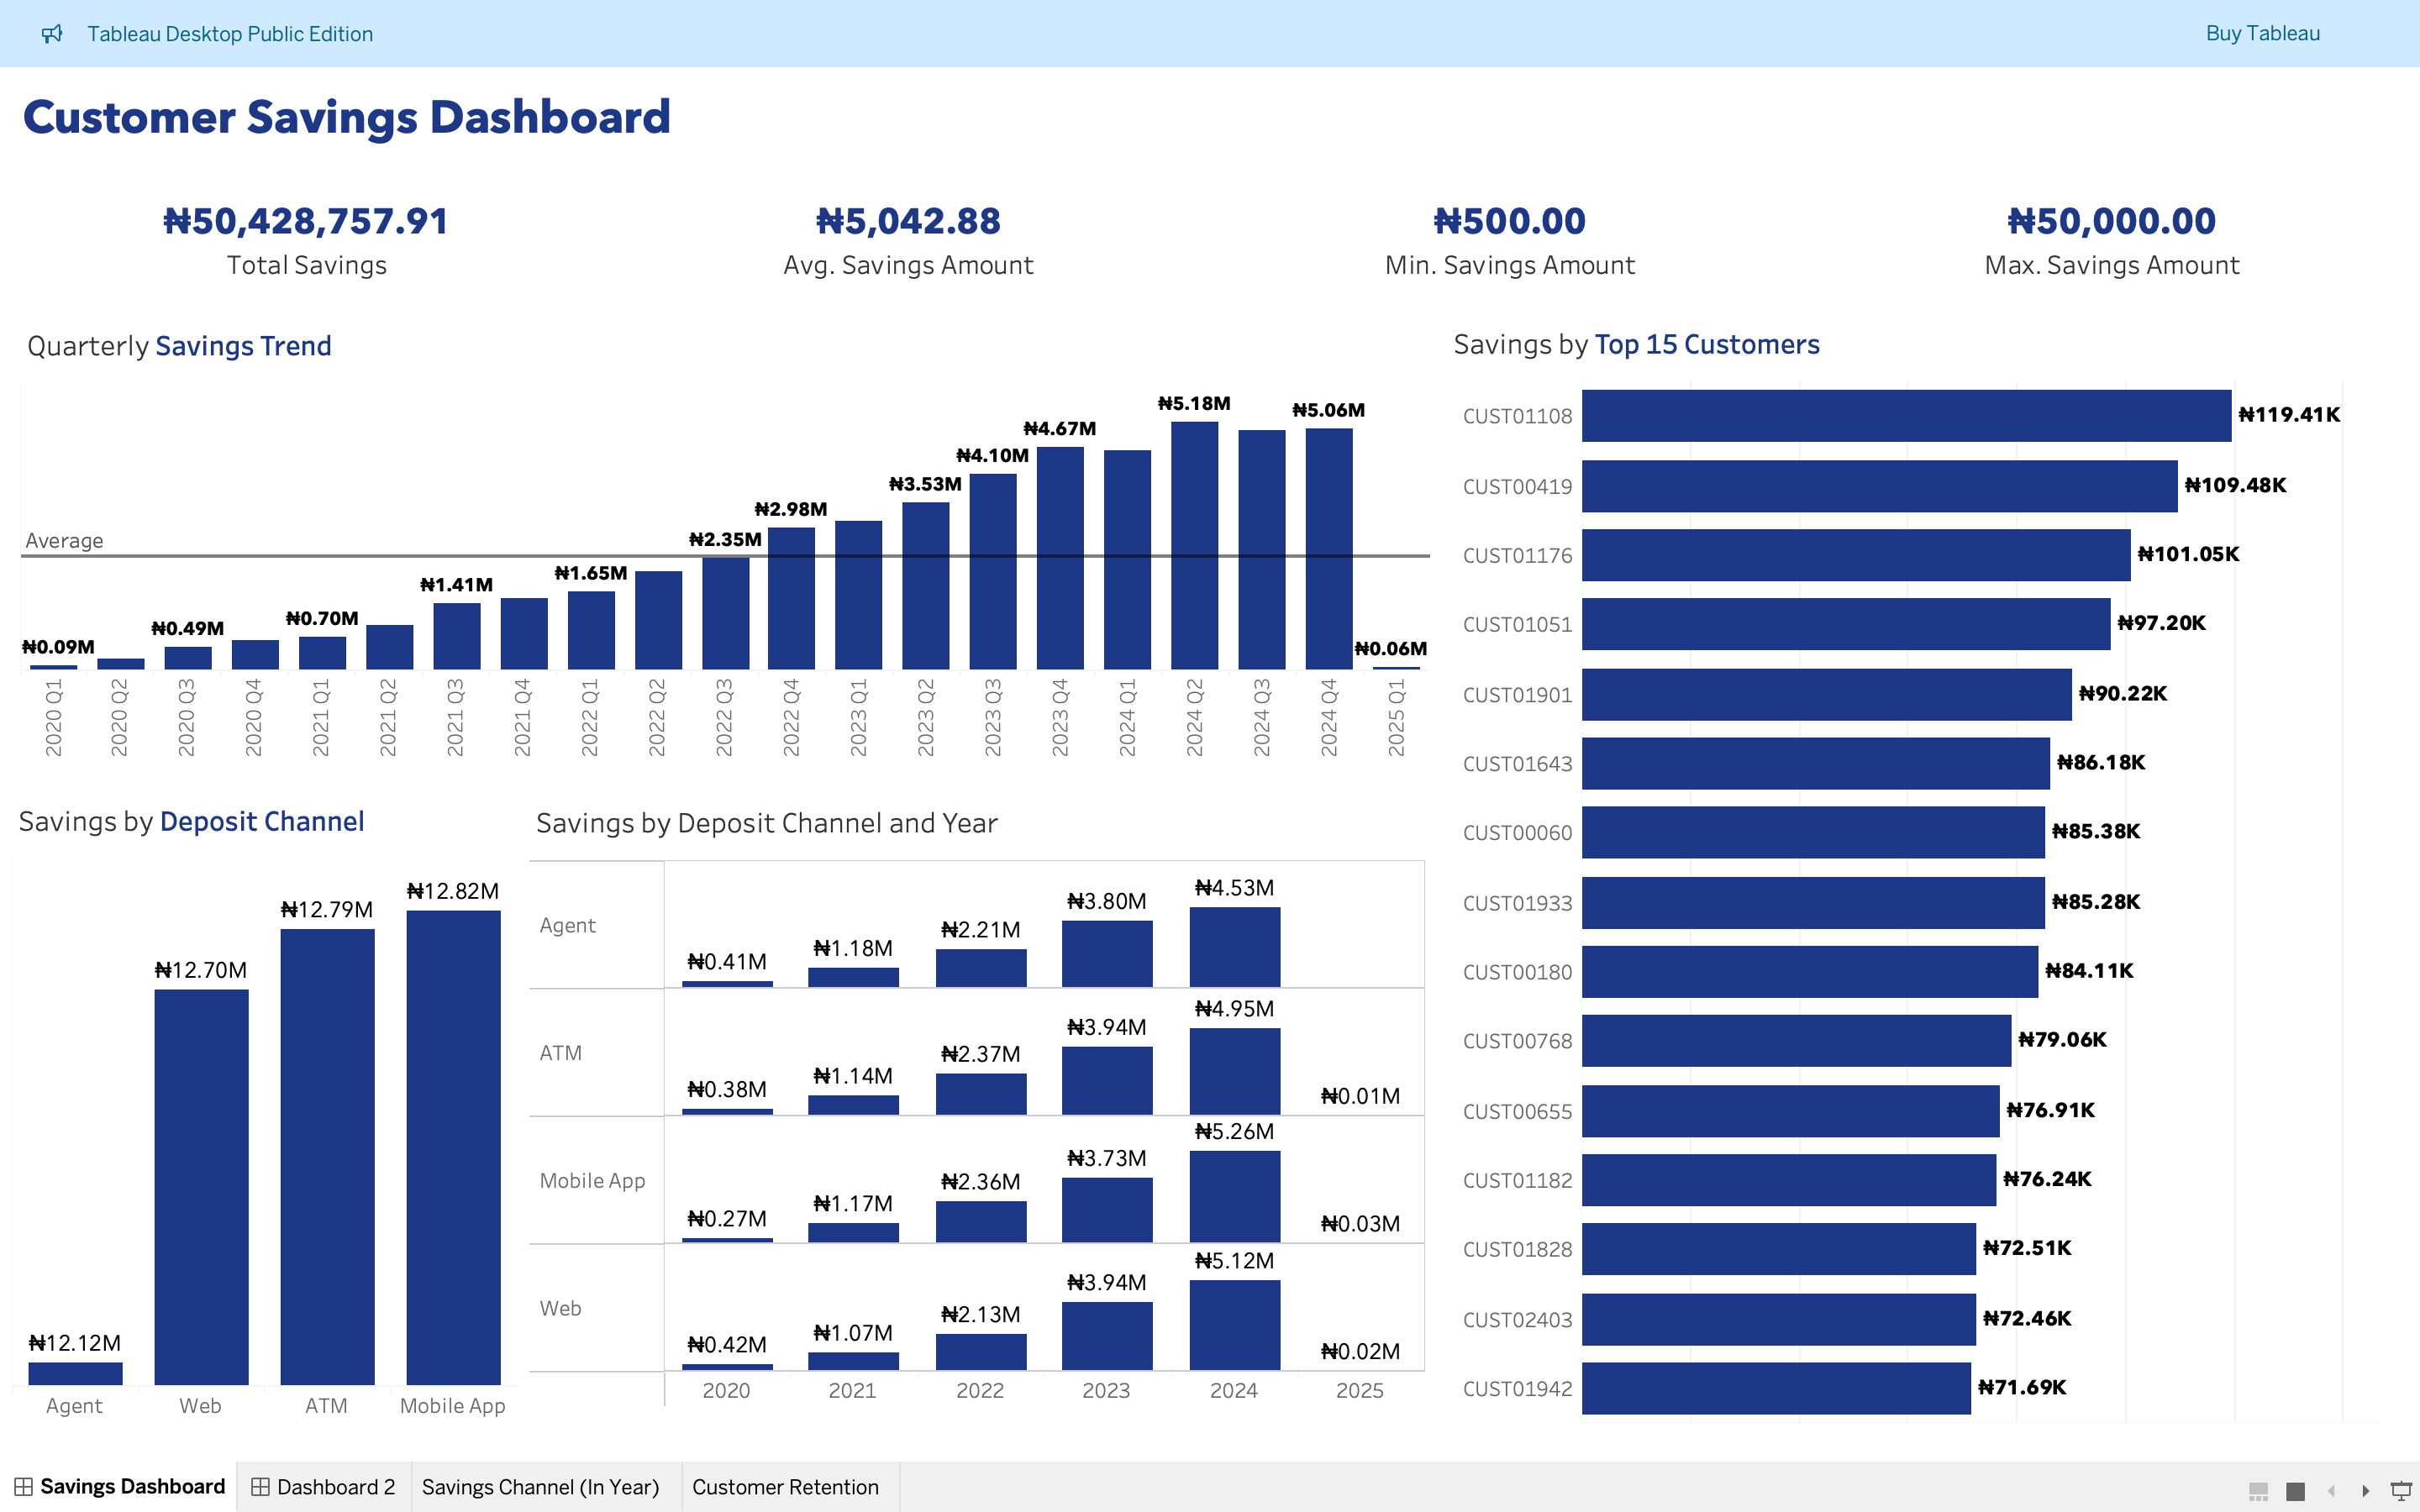 Tableau Desktop Public Edition
Buy Tableau
Customer Savings Dashboard
₦50,428,757.91
Total Savings
₦5,042.88
Avg. Savings Amount
₦500.00
Min. Savings Amount
₦50,000.00
Max. Savings Amount
Quarterly Savings Trend
Average
₦0.09M
₦0.49M
₦0.70M
₦1.41M
₦1.65M
₦2.35M
₦2.98M
₦3.53M
₦4.10M
₦4.67M
₦5.18M
₦5.06M
₦0.06M
2020 Q1
2020 Q2
2020 Q3
2020 Q4
2021 Q1
2021 Q2
2021 Q3
2021 Q4
2022 Q1
2022 Q2
2022 Q3
2022 Q4
2023 Q1
2023 Q2
2023 Q3
2023 Q4
2024 Q1
2024 Q2
2024 Q3
2024 Q4
2025 Q1
Savings by Top 15 Customers
CUST01108 ₦119.41K
CUST00419 ₦109.48K
CUST01176 ₦101.05K
CUST01051 ₦97.20K
CUST01901 ₦90.22K
CUST01643 ₦86.18K
CUST00060 ₦85.38K
CUST01933 ₦85.28K
CUST00180 ₦84.11K
CUST00768 ₦79.06K
CUST00655 ₦76.91K
CUST01182 ₦76.24K
CUST01828 ₦72.51K
CUST02403 ₦72.46K
CUST01942 ₦71.69K
Savings by Deposit Channel
₦12.12M
₦12.70M
₦12.79M
₦12.82M
Agent Web ATM Mobile App
Savings by Deposit Channel and Year
Agent ₦0.41M ₦1.18M ₦2.21M ₦3.80M ₦4.53M
ATM ₦0.38M ₦1.14M ₦2.37M ₦3.94M ₦4.95M ₦0.01M
Mobile App ₦0.27M ₦1.17M ₦2.36M ₦3.73M ₦5.26M ₦0.03M
Web ₦0.42M ₦1.07M ₦2.13M ₦3.94M ₦5.12M ₦0.02M
2020 2021 2022 2023 2024 2025
Savings Dashboard
Dashboard 2
Savings Channel (In Year)
Customer Retention